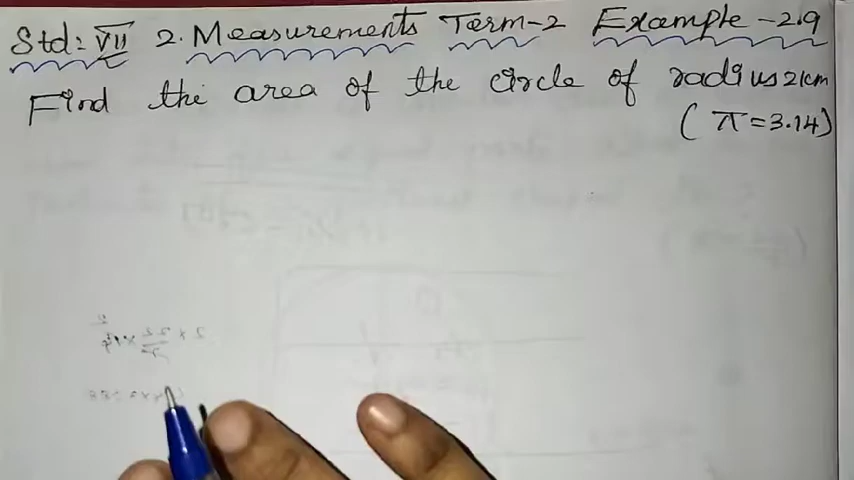 Std: VII 2. Measurements Term-2 Example -2.9
Find the area of the circle of radius 21cm
(π=3.14)